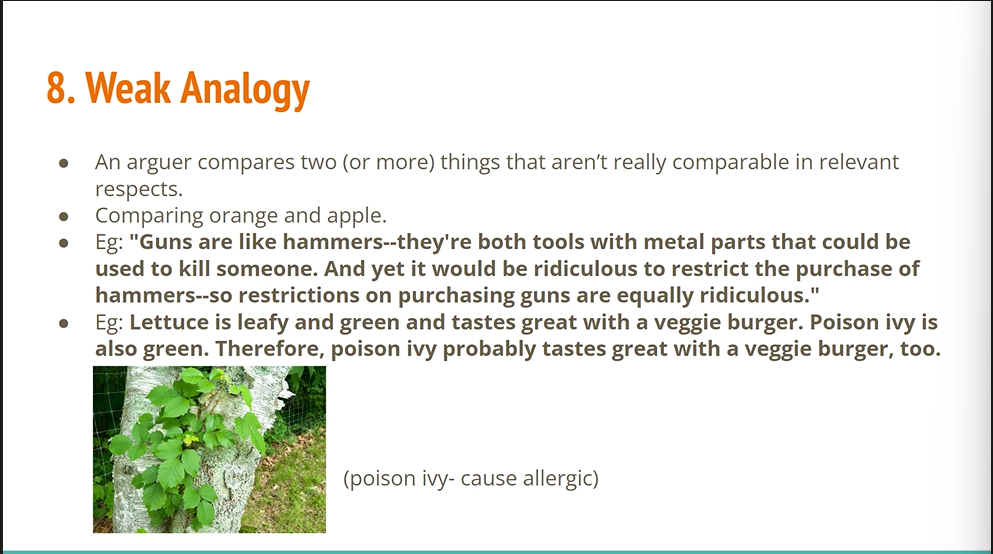 8. Weak Analogy
● An arguer compares two (or more) things that aren’t really comparable in relevant
respects.
● Comparing orange and apple.
● Eg: "Guns are like hammers--they're both tools with metal parts that could be
used to kill someone. And yet it would be ridiculous to restrict the purchase of
hammers--so restrictions on purchasing guns are equally ridiculous."
● Eg: Lettuce is leafy and green and tastes great with a veggie burger. Poison ivy is
also green. Therefore, poison ivy probably tastes great with a veggie burger, too.
(poison ivy- cause allergic)